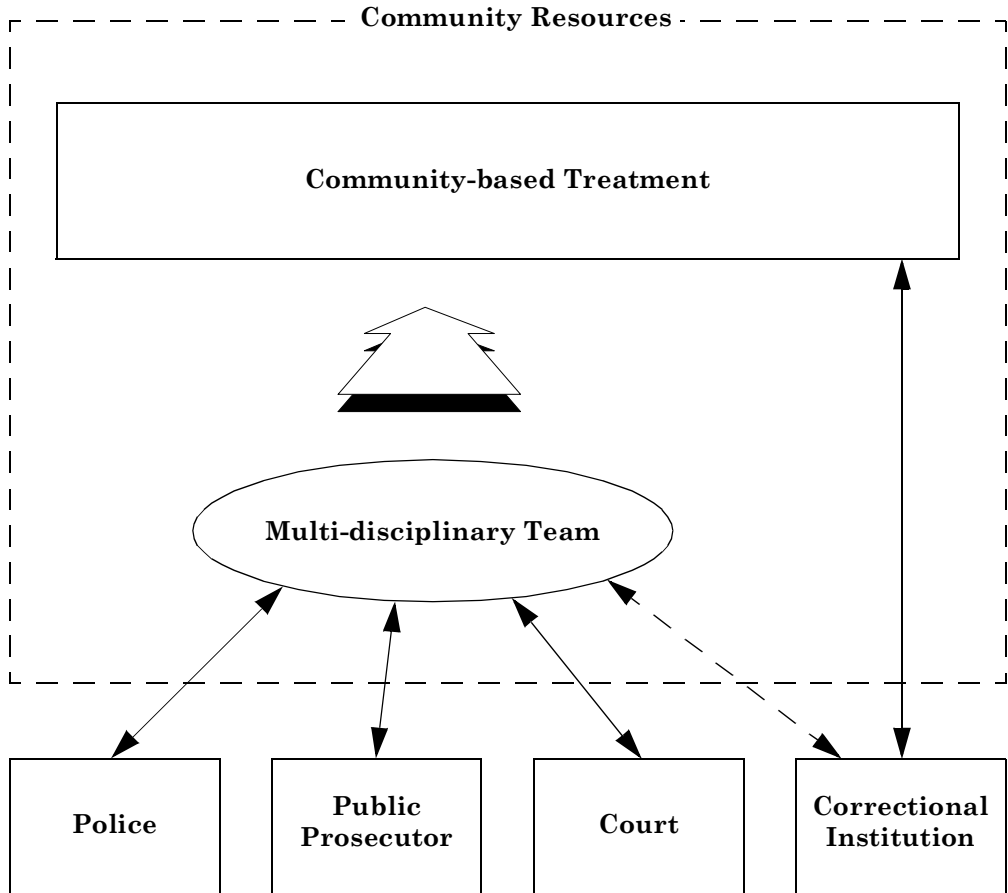 Community Resources
Community-based Treatment
Multi-disciplinary Team
Police
Public
Prosecutor
Court
Correctional
Institution